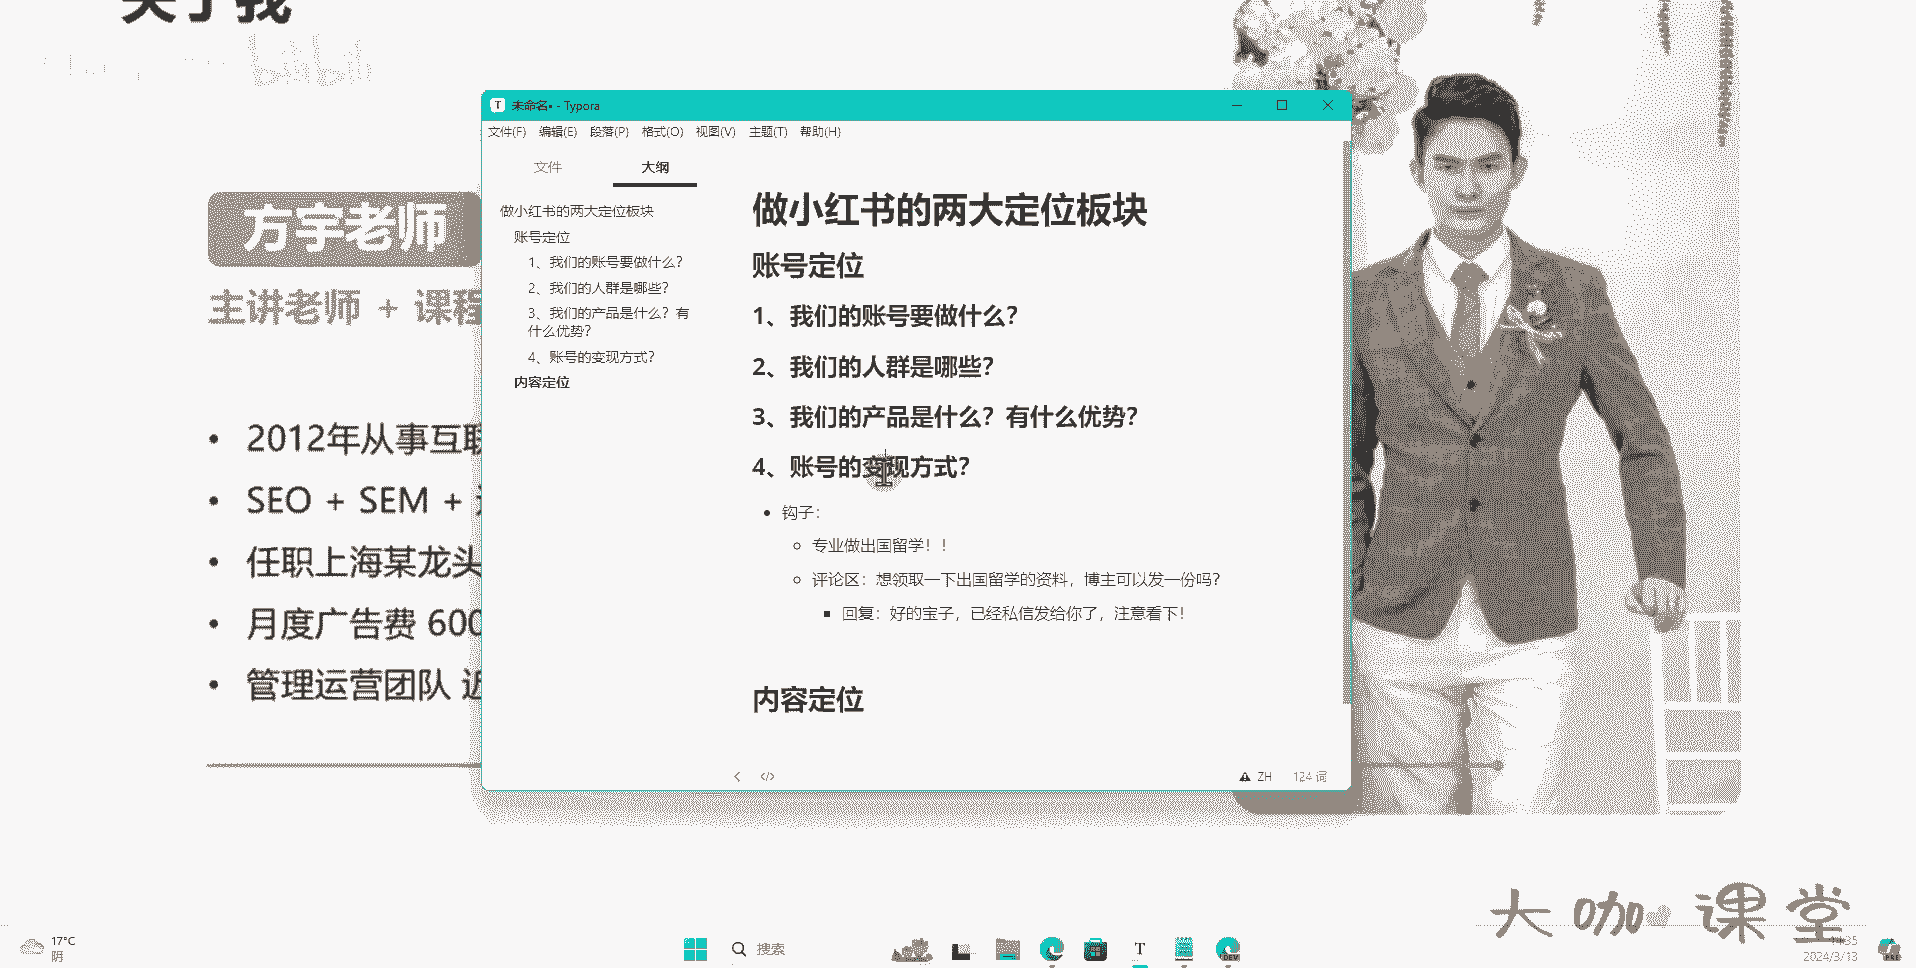 关于我
bilibili
方宇老师
主讲老师 + 课程
• 2012年从事互联
• SEO + SEM +
• 任职上海某龙头
• 月度广告费 600
• 管理运营团队 近
未命名• - Typora
文件(F) 编辑(E) 段落(P) 格式(O) 视图(V) 主题(T) 帮助(H)
文件 大纲
做小红书的两大定位板块
账号定位
1、我们的账号要做什么？
2、我们的人群是哪些？
3、我们的产品是什么？有
什么优势？
4、账号的变现方式？
内容定位
做小红书的两大定位板块
账号定位
1、我们的账号要做什么？
2、我们的人群是哪些？
3、我们的产品是什么？有什么优势？
4、账号的变现方式？
• 钩子：
专业做出国留学！！
评论区：想领取一下出国留学的资料，博主可以发一份吗？
回复：好的宝子，已经私信发给你了，注意看下！
内容定位
ZH 124 词
大咖课堂
17°C
阴
搜索
2024/3/13